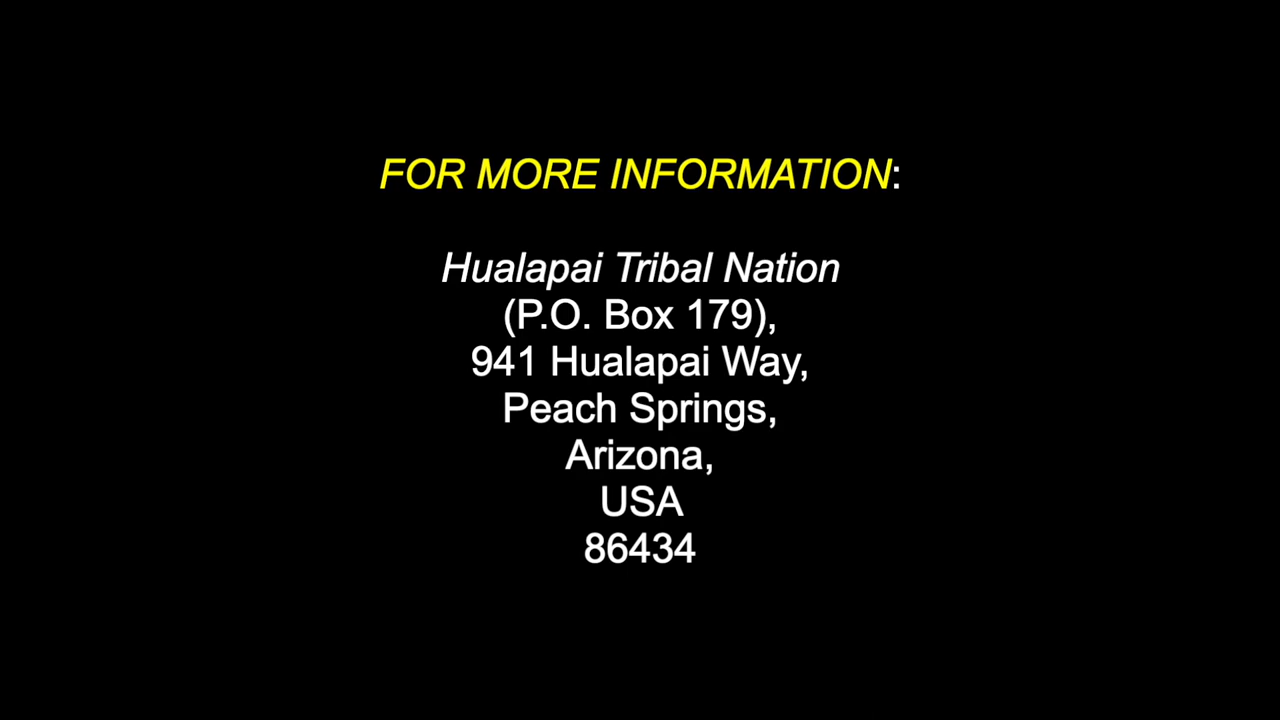 FOR MORE INFORMATION:
Hualapai Tribal Nation
(P.O. Box 179),
941 Hualapai Way,
Peach Springs,
Arizona,
USA
86434